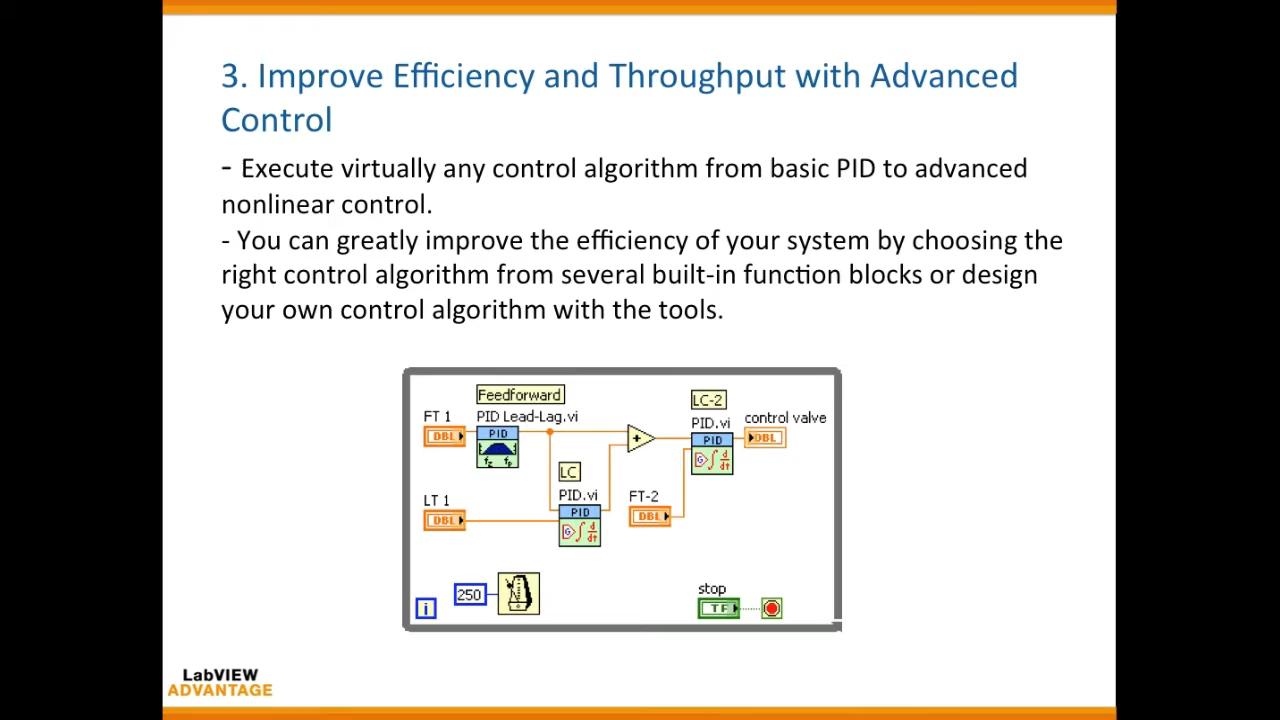 3. Improve Efficiency and Throughput with Advanced
Control
- Execute virtually any control algorithm from basic PID to advanced
nonlinear control.
- You can greatly improve the efficiency of your system by choosing the
right control algorithm from several built-in function blocks or design
your own control algorithm with the tools.
Feedforward
FT 1
PID Lead-Lag.vi
LC-2
PID.vi
control valve
DBL
PID
fz fp
+
PID
G ∫ d/dt
DBL
LC
LT 1
PID.vi
FT-2
DBL
PID
G ∫ d/dt
DBL
250
stop
i
TF
LabVIEW
ADVANTAGE